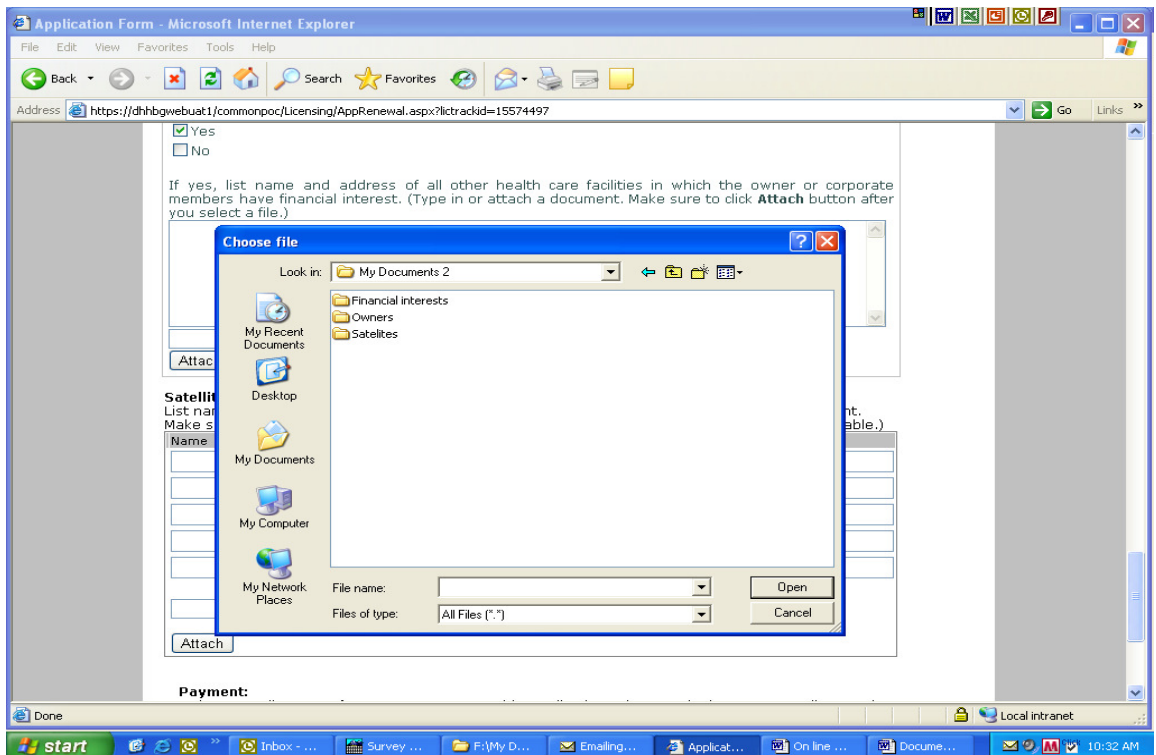 Application Form - Microsoft Internet Explorer
File Edit View Favorites Tools Help
Back Search Favorites
Address https://dhhbgwebuat1/commonpoc/Licensing/AppRenewal.aspx?lictrackid=15574497 Go Links »
Yes
No
If yes, list name and address of all other health care facilities in which the owner or corporate
members have financial interest. (Type in or attach a document. Make sure to click Attach button after
you select a file.)
Choose file
Look in: My Documents 2
Financial interests
Owners
Satelites
My Recent
Documents
Desktop
My Documents
My Computer
My Network
Places
File name: Open
Files of type: All Files (*.*) Cancel
Attac
Satellit
List nar nt.
Make s able.)
Name
Attach
Payment:
Done Local intranet
start » Inbox - ... Survey ... F:\My D... Emailing... Applicat... On line ... Docume... 10:32 AM